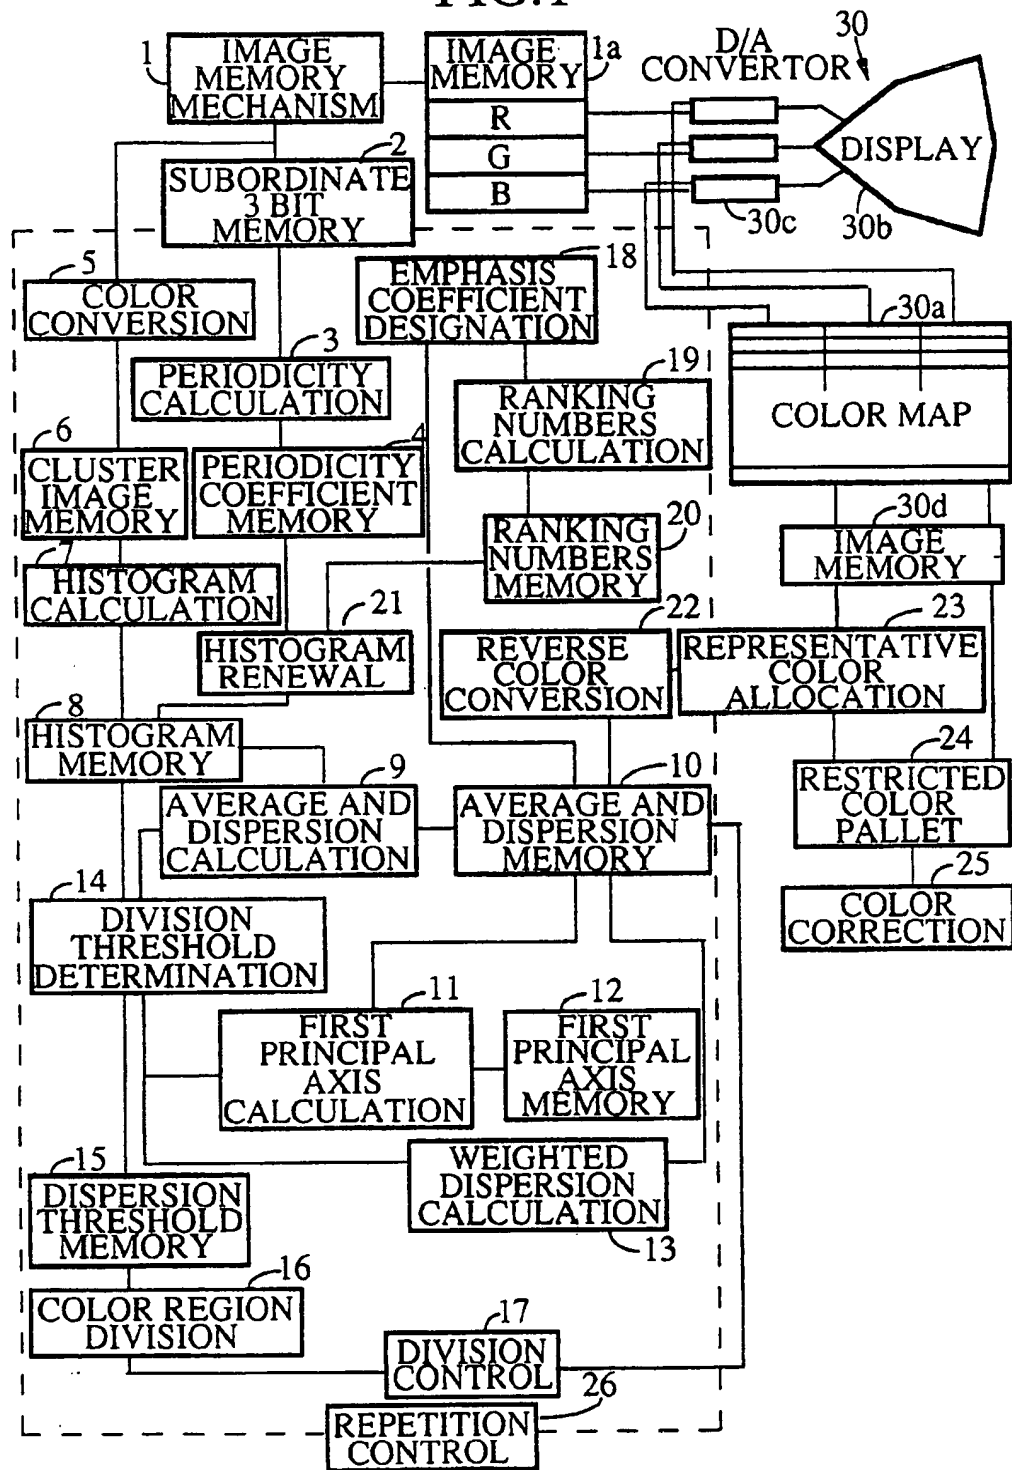 FIG.1
1
IMAGE
MEMORY
MECHANISM
IMAGE
MEMORY
1a
R
G
B
D/A
CONVERTOR
30
DISPLAY
30c
30b
2
SUBORDINATE
3 BIT
MEMORY
5
COLOR
CONVERSION
18
EMPHASIS
COEFFICIENT
DESIGNATION
30a
COLOR MAP
3
PERIODICITY
CALCULATION
19
RANKING
NUMBERS
CALCULATION
6
CLUSTER
IMAGE
MEMORY
4
PERIODICITY
COEFFICIENT
MEMORY
20
RANKING
NUMBERS
MEMORY
30d
IMAGE
MEMORY
7
HISTOGRAM
CALCULATION
21
HISTOGRAM
RENEWAL
22
REVERSE
COLOR
CONVERSION
23
REPRESENTATIVE
COLOR
ALLOCATION
8
HISTOGRAM
MEMORY
9
AVERAGE AND
DISPERSION
CALCULATION
10
AVERAGE AND
DISPERSION
MEMORY
24
RESTRICTED
COLOR
PALLET
25
COLOR
CORRECTION
14
DIVISION
THRESHOLD
DETERMINATION
11
FIRST
PRINCIPAL
AXIS
CALCULATION
12
FIRST
PRINCIPAL
AXIS
MEMORY
15
DISPERSION
THRESHOLD
MEMORY
WEIGHTED
DISPERSION
CALCULATION
13
16
COLOR REGION
DIVISION
17
DIVISION
CONTROL
26
REPETITION
CONTROL